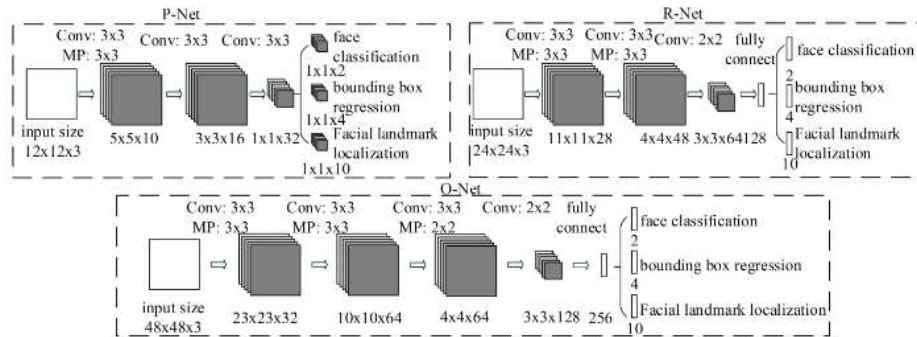 P-Net
Conv: 3x3 Conv: 3x3 Conv: 3x3
MP: 3x3
face
classification
1x1x2
bounding box
regression
1x1x4
Facial landmark
localization
1x1x10
input size
12x12x3
5x5x10
3x3x16
1x1x32
R-Net
Conv: 3x3 Conv: 3x3 Conv: 2x2 fully
MP: 3x3 MP: 3x3 connect
face classification
2
bounding box
regression
4
Facial landmark
localization
10
input size
24x24x3
11x11x28
4x4x48
3x3x64
128
O-Net
Conv: 3x3 Conv: 3x3 Conv: 3x3 Conv: 2x2 fully
MP: 3x3 MP: 3x3 MP: 2x2 connect
face classification
2
bounding box regression
4
Facial landmark localization
10
input size
48x48x3
23x23x32
10x10x64
4x4x64
3x3x128
256